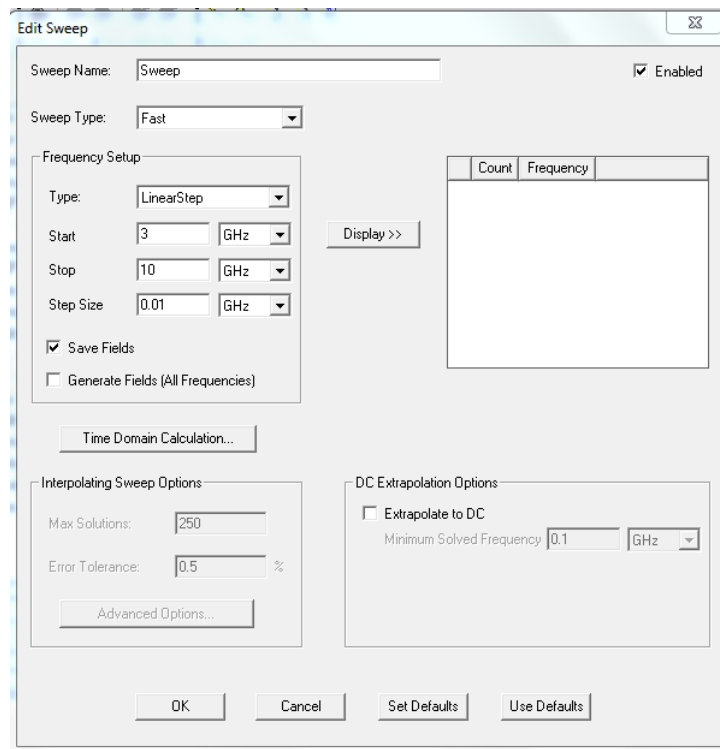 Edit Sweep
Sweep Name: Sweep Enabled
Sweep Type: Fast
Frequency Setup
Count Frequency
Type: LinearStep
Start 3 GHz Display >>
Stop 10 GHz
Step Size 0.01 GHz
Save Fields
Generate Fields (All Frequencies)
Time Domain Calculation...
Interpolating Sweep Options DC Extrapolation Options
Max Solutions: 250 Extrapolate to DC
Minimum Solved Frequency 0.1 GHz
Error Tolerance: 0.5 %
Advanced Options...
OK Cancel Set Defaults Use Defaults